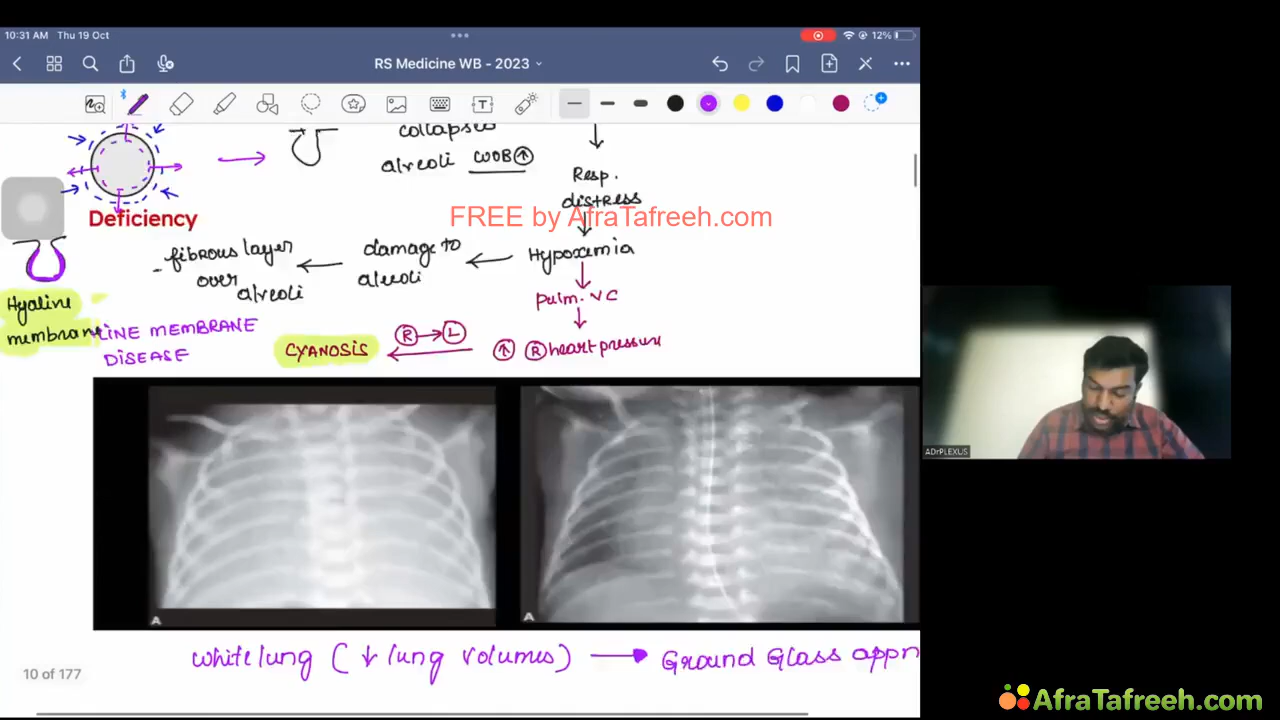 10:31 AM Thu 19 Oct
12%
RS Medicine WB - 2023
collapsed
alveoli WOB ↑
Resp.
distress
Deficiency
FREE by AfraTafreeh.com
fibrous layer
over
alveoli
damage to
alveoli
Hypoxemia
Pulm. VC
Hyaline
membrane
LINE MEMBRANE
DISEASE
CYANOSIS
R → L
↑ R heart pressure
ADrPLEXUS
A
A
white lung (↓ lung volumes) → Ground Glass appn
10 of 177
AfraTafreeh.com